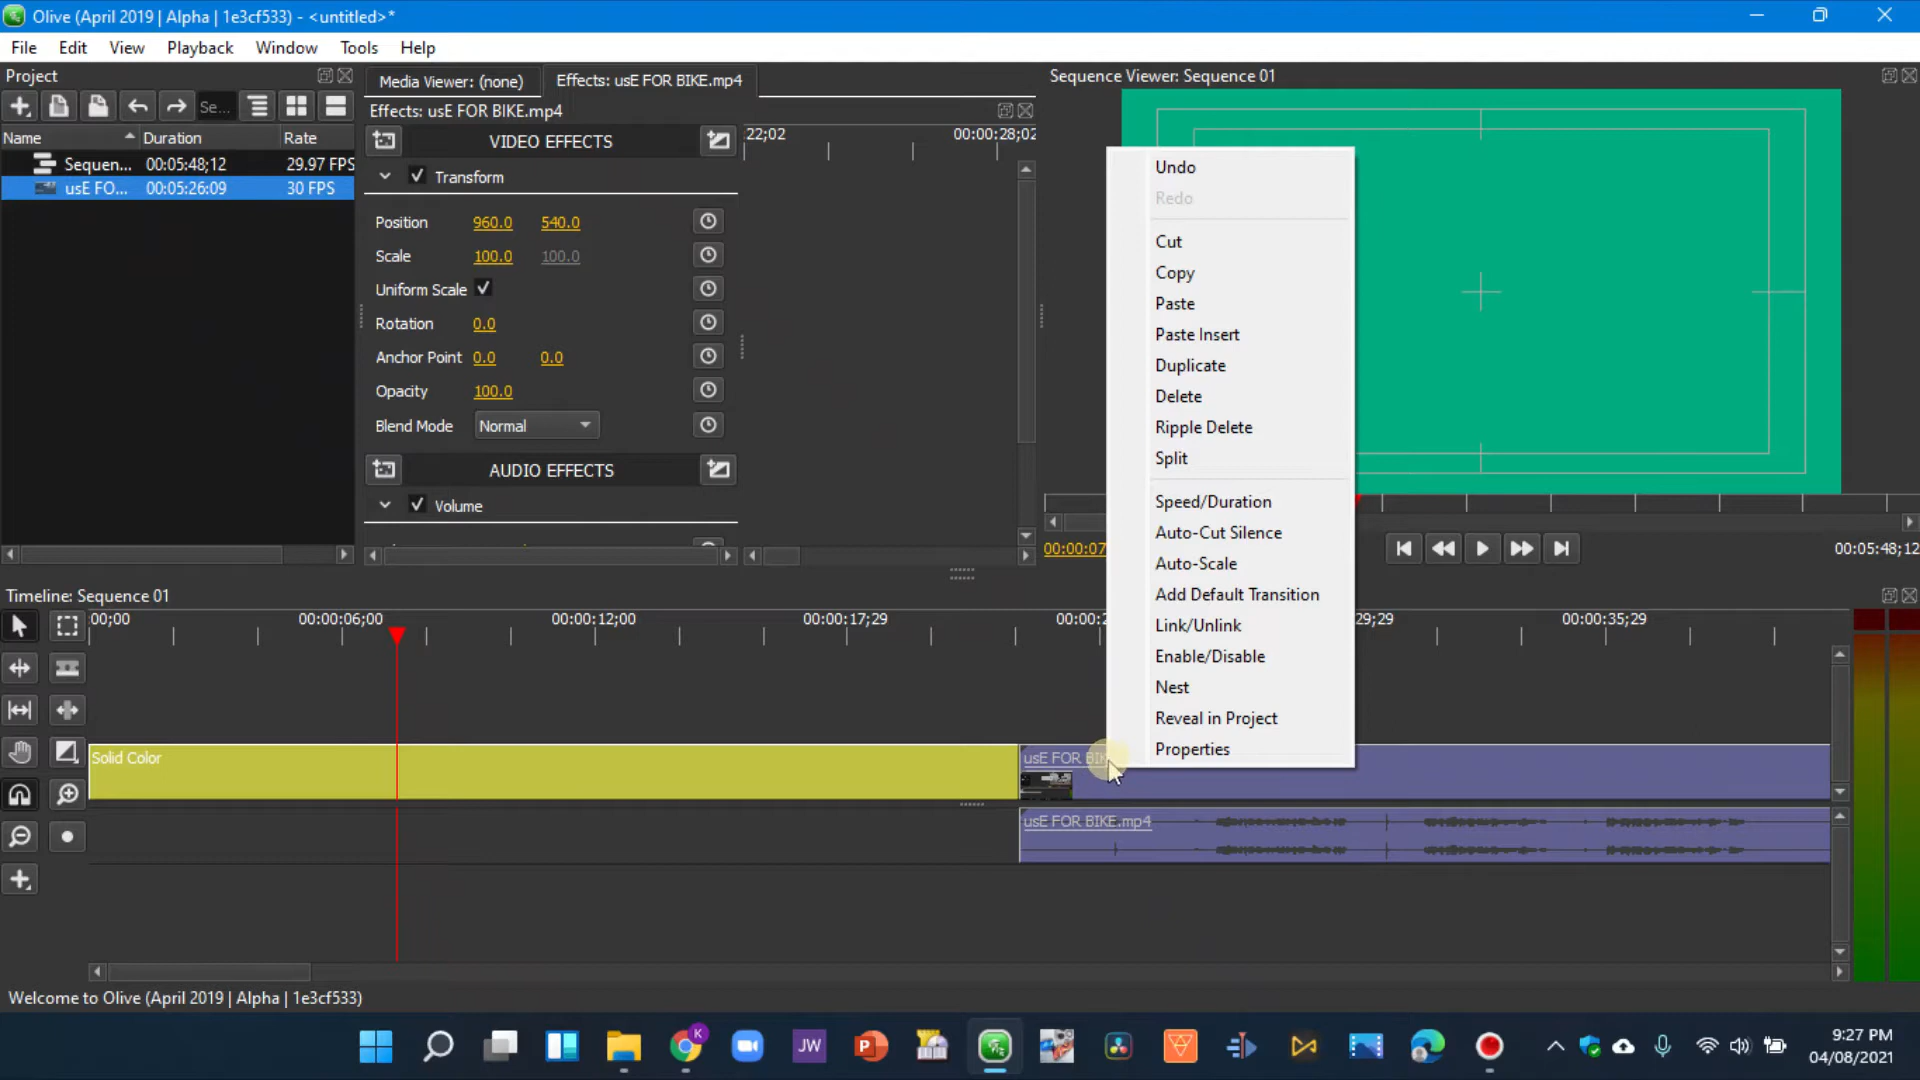 Olive (April 2019 | Alpha | 1e3cf533) - <untitled>*
File Edit View Playback Window Tools Help
Project
Se...
Name Duration Rate
Sequen... 00:05:48;12 29.97 FPS
usE FO... 00:05:26:09 30 FPS
Media Viewer: (none) Effects: usE FOR BIKE.mp4
Effects: usE FOR BIKE.mp4
VIDEO EFFECTS
22;02 00:00:28;02
Transform
Position 960.0 540.0
Scale 100.0 100.0
Uniform Scale
Rotation 0.0
Anchor Point 0.0 0.0
Opacity 100.0
Blend Mode Normal
AUDIO EFFECTS
Volume
Sequence Viewer: Sequence 01
00:00:07
00:05:48;12
Undo
Redo
Cut
Copy
Paste
Paste Insert
Duplicate
Delete
Ripple Delete
Split
Speed/Duration
Auto-Cut Silence
Auto-Scale
Add Default Transition
Link/Unlink
Enable/Disable
Nest
Reveal in Project
Properties
Timeline: Sequence 01
00;00 00:00:06;00 00:00:12;00 00:00:17;29 00:00:2 29;29 00:00:35;29
Solid Color
usE FOR BIK
usE FOR BIKE.mp4
Welcome to Olive (April 2019 | Alpha | 1e3cf533)
K
JW
9:27 PM
04/08/2021